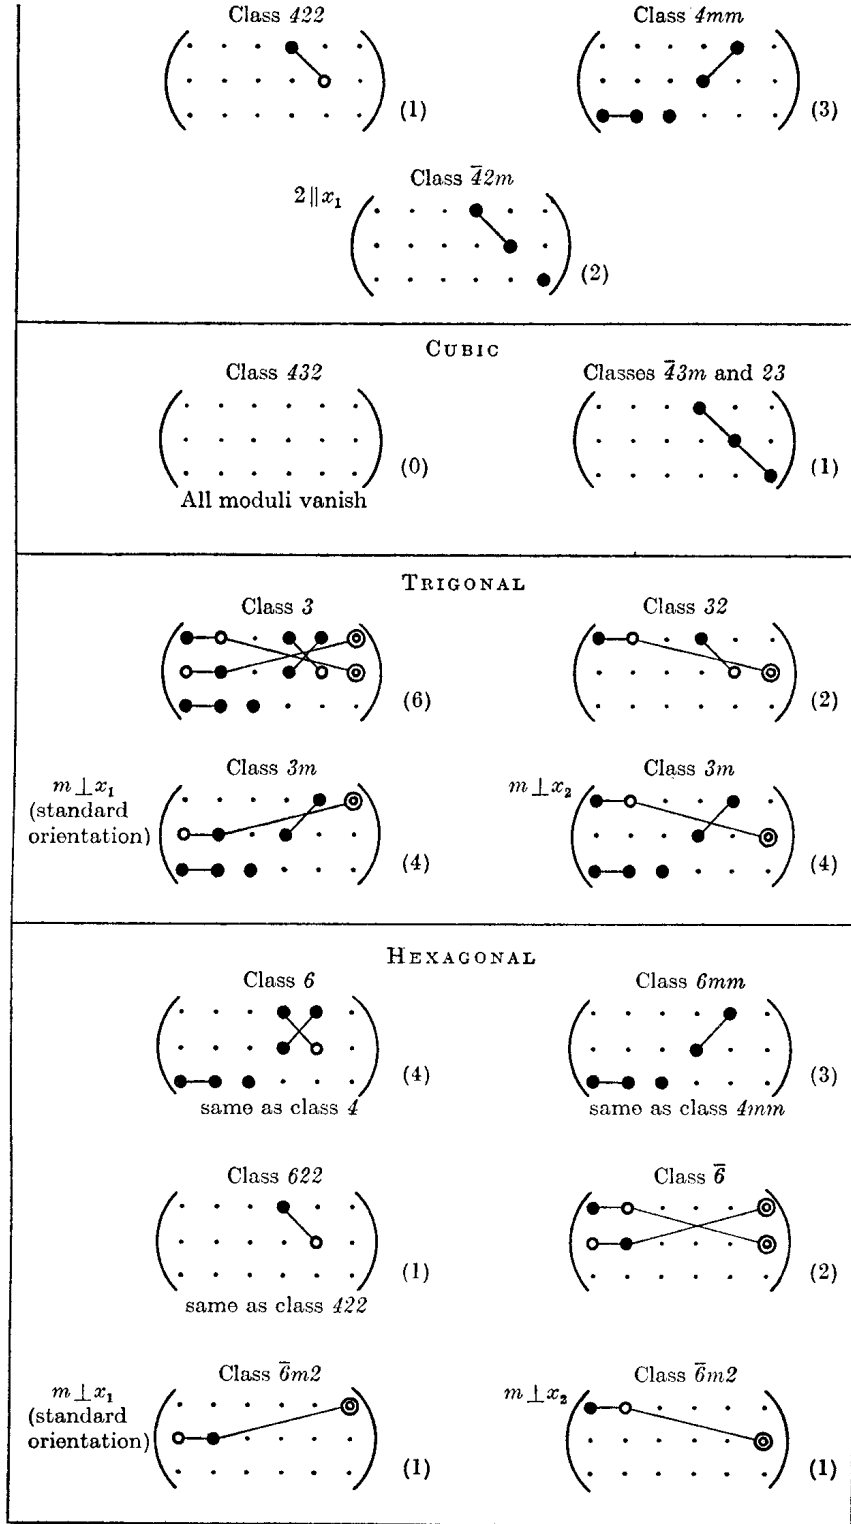 Class 422
Class 4mm
(1)
(3)
Class 4̄2m
2 ∥ x₁
(2)
CUBIC
Class 432
Classes 4̄3m and 23
(0)
(1)
All moduli vanish
TRIGONAL
Class 3
Class 32
(6)
(2)
m ⊥ x₁
(standard
orientation)
Class 3m
m ⊥ x₂
Class 3m
(4)
(4)
HEXAGONAL
Class 6
Class 6mm
(4)
(3)
same as class 4
same as class 4mm
Class 622
Class 6̄
(1)
(2)
same as class 422
m ⊥ x₁
(standard
orientation)
Class 6̄m2
m ⊥ x₂
Class 6̄m2
(1)
(1)